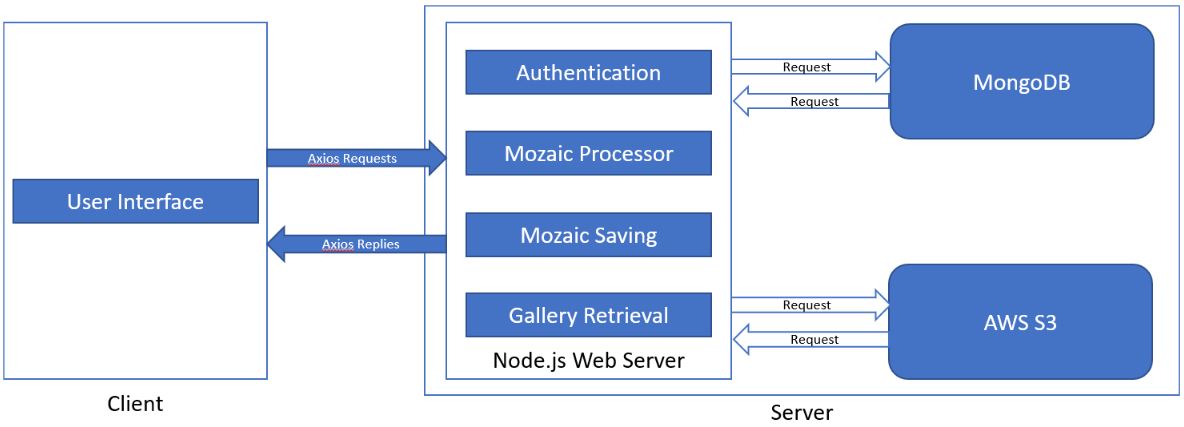 User Interface
Client
Axios Requests
Axios Replies
Authentication
Mozaic Processor
Mozaic Saving
Gallery Retrieval
Node.js Web Server
Request
Request
MongoDB
Request
Request
AWS S3
Server